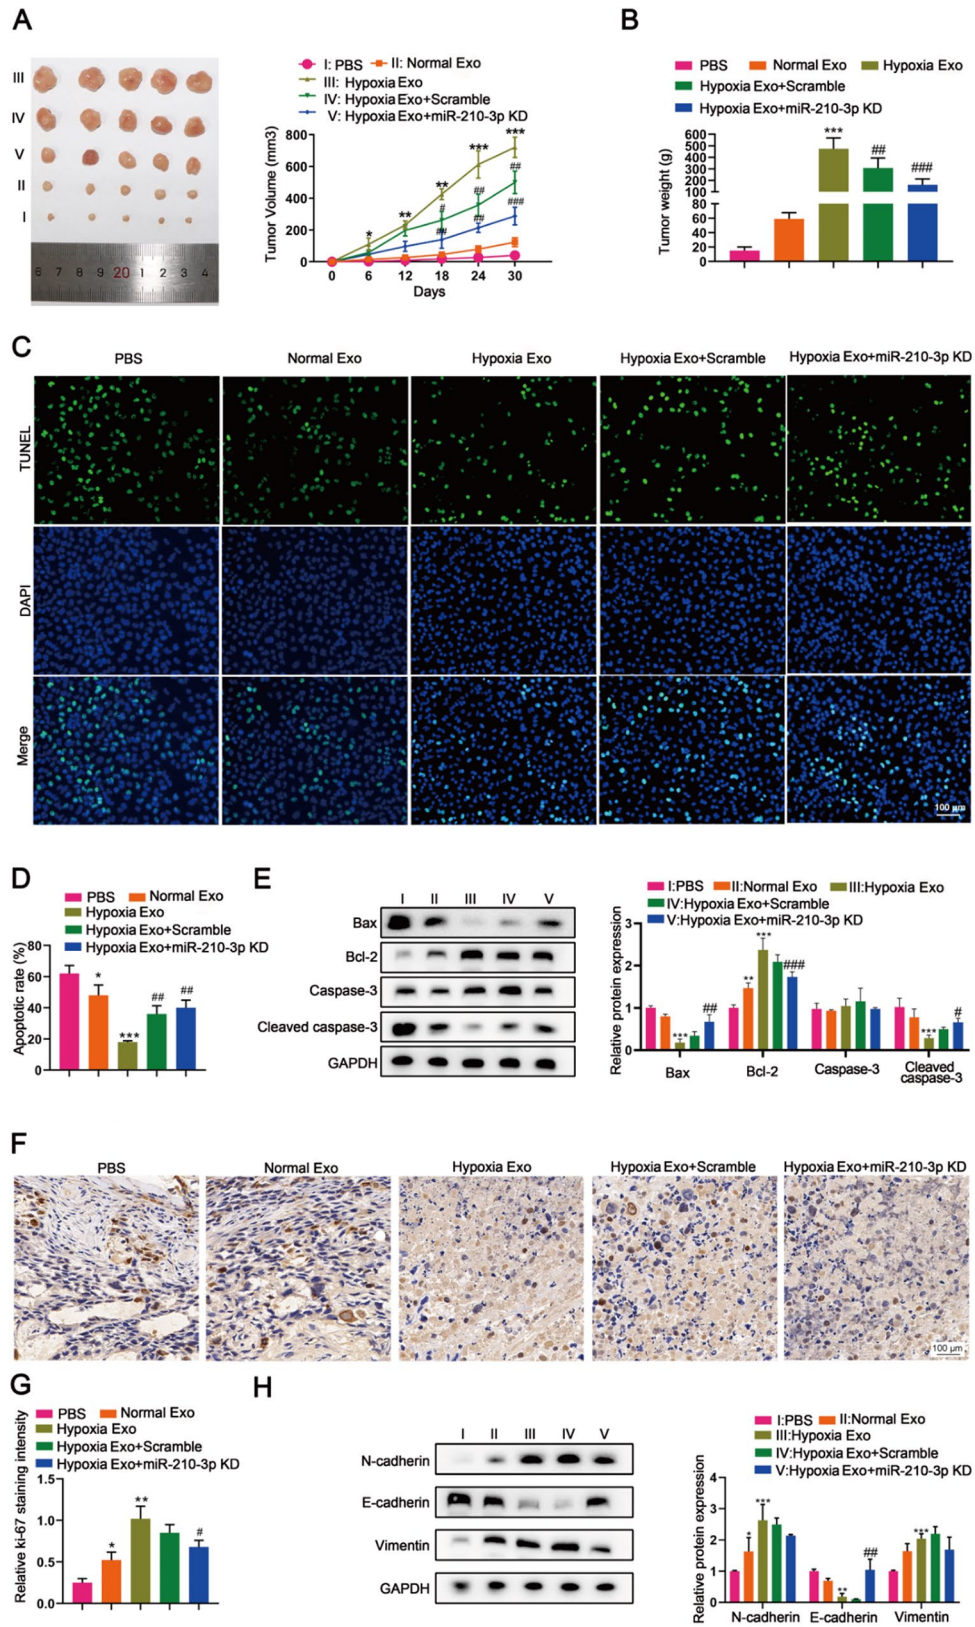 A
III
IV
V
II
I
6 7 8 9 20 1 2 3 4
I: PBS II: Normal Exo
III: Hypoxia Exo
IV: Hypoxia Exo+Scramble
V: Hypoxia Exo+miR-210-3p KD
Tumor Volume (mm3)
800
600
400
200
0
* ** ** *** ***
# ## ##
## ## ###
0 6 12 18 24 30
Days
B
PBS Normal Exo Hypoxia Exo
Hypoxia Exo+Scramble
Hypoxia Exo+miR-210-3p KD
Tumor weight (g)
600
500
400
300
200
100
80
60
40
20
0
*** ## ###
C
PBS Normal Exo Hypoxia Exo Hypoxia Exo+Scramble Hypoxia Exo+miR-210-3p KD
TUNEL
DAPI
Merge
100 μm
D
PBS Normal Exo
Hypoxia Exo
Hypoxia Exo+Scramble
Hypoxia Exo+miR-210-3p KD
Apoptotic rate (%)
80
60
40
20
0
* *** ## ##
E
I II III IV V
Bax
Bcl-2
Caspase-3
Cleaved caspase-3
GAPDH
I:PBS II:Normal Exo III:Hypoxia Exo
IV:Hypoxia Exo+Scramble
V:Hypoxia Exo+miR-210-3p KD
Relative protein expression
3
2
1
0
*** ## ** *** ### *** #
Bax Bcl-2 Caspase-3 Cleaved
caspase-3
F
PBS Normal Exo Hypoxia Exo Hypoxia Exo+Scramble Hypoxia Exo+miR-210-3p KD
100 μm
G
PBS Normal Exo
Hypoxia Exo
Hypoxia Exo+Scramble
Hypoxia Exo+miR-210-3p KD
Relative ki-67 staining intensity
1.5
1.0
0.5
0.0
* ** #
H
I II III IV V
N-cadherin
E-cadherin
Vimentin
GAPDH
I:PBS II:Normal Exo
III:Hypoxia Exo
IV:Hypoxia Exo+Scramble
V:Hypoxia Exo+miR-210-3p KD
Relative protein expression
4
3
2
1
0
* *** ** ## ***
N-cadherin E-cadherin Vimentin